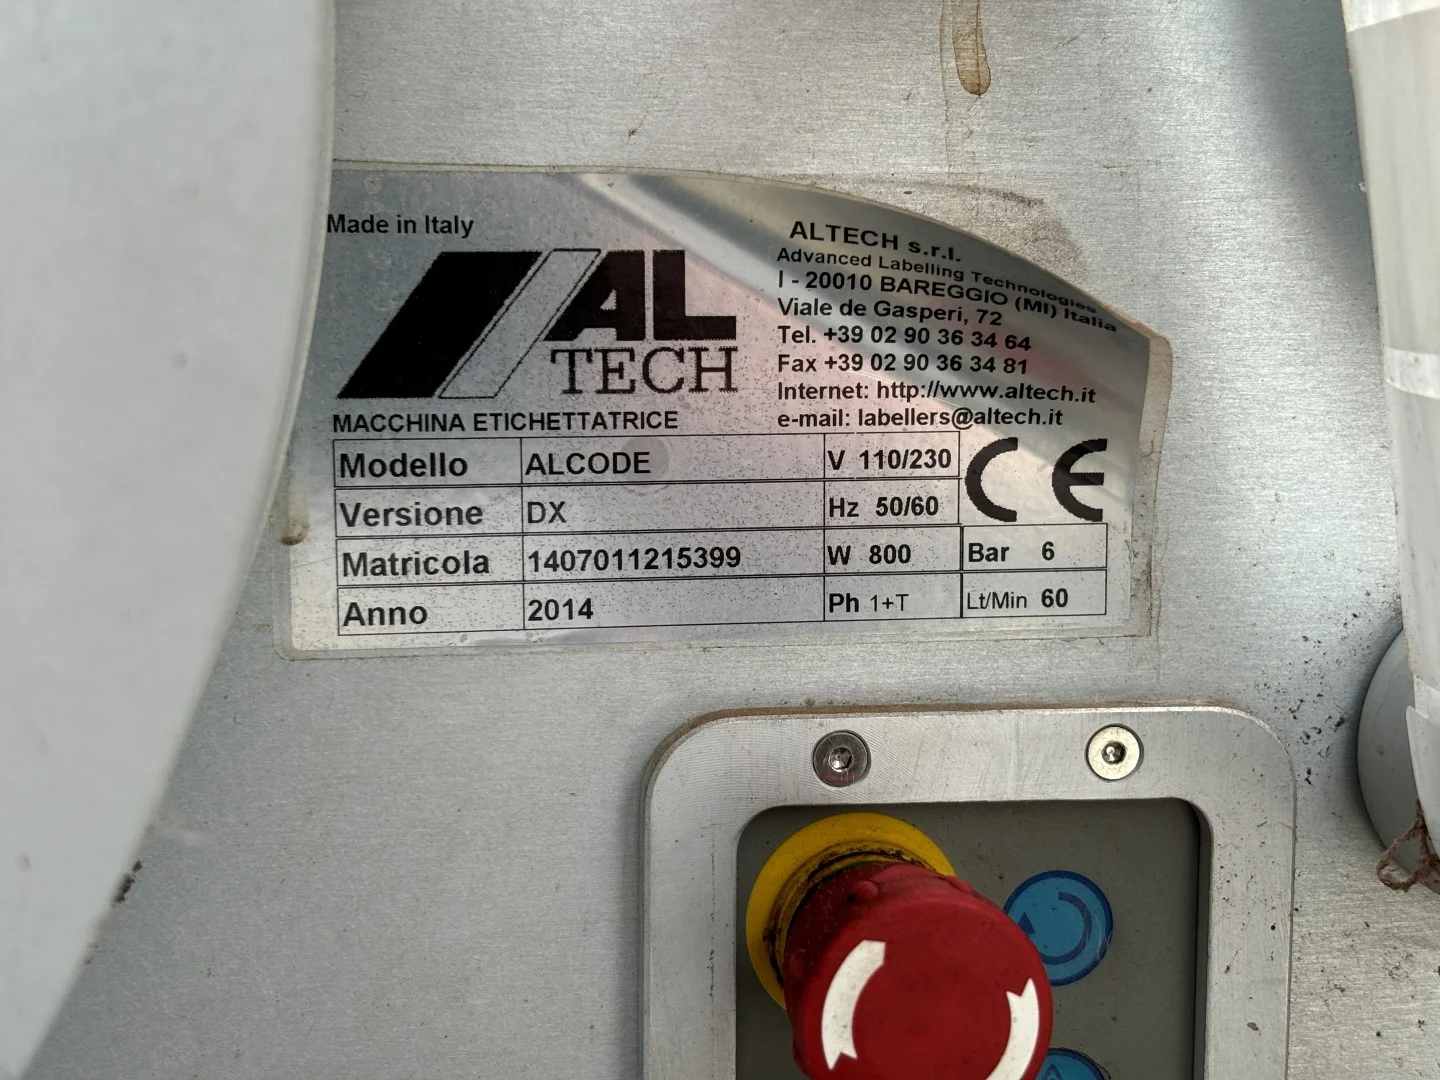 Made in Italy
AL
TECH
ALTECH s.r.l.
Advanced Labelling Technologies
I - 20010 BAREGGIO (MI) Italia
Viale de Gasperi, 72
Tel. +39 02 90 36 34 64
Fax +39 02 90 36 34 81
Internet: http://www.altech.it
e-mail: labellers@altech.it
MACCHINA ETICHETTATRICE
Modello ALCODE V 110/230
Versione DX Hz 50/60
CE
Matricola 1407011215399 W 800 Bar 6
Anno 2014 Ph 1+T Lt/Min 60